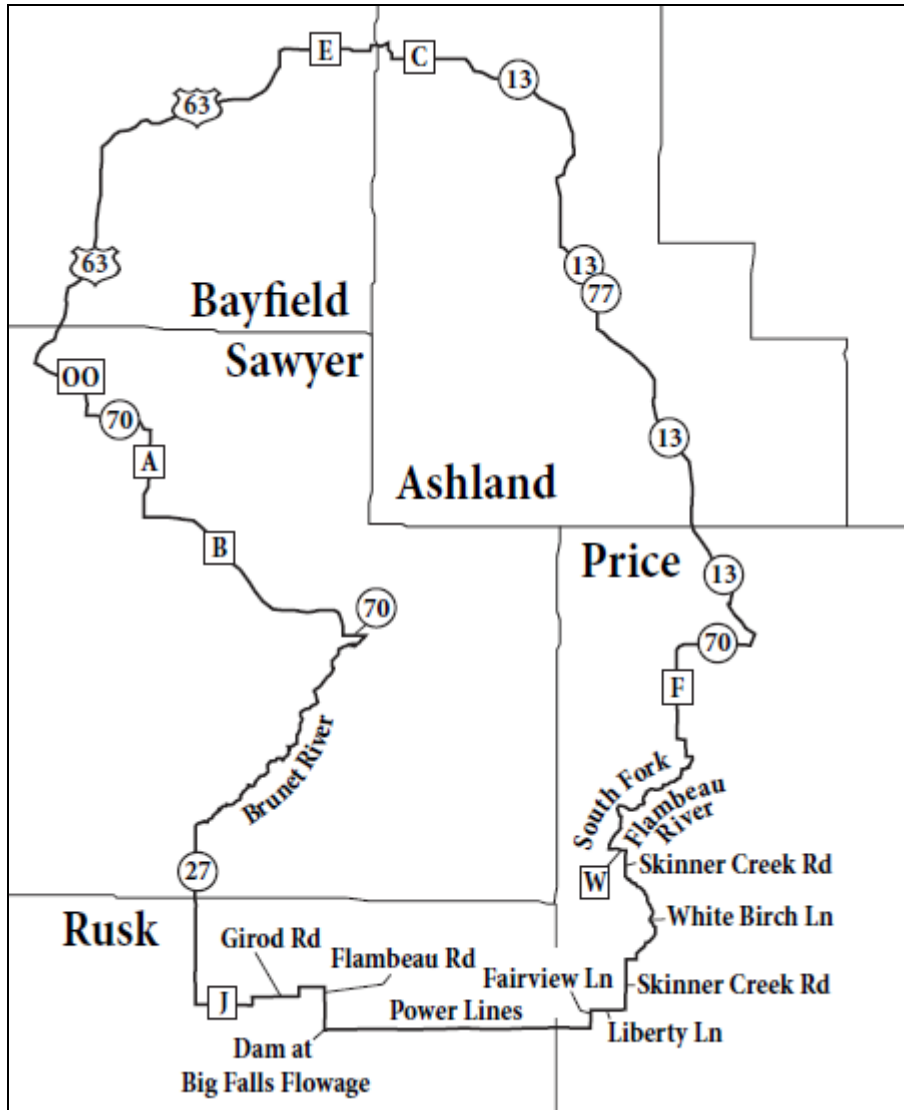 E
C
13
63
63
13
77
Bayfield
Sawyer
OO
70
A
13
B
Ashland
Price
13
70
70
F
Brunet River
South Fork
Flambeau
River
W
Skinner Creek Rd
27
White Birch Ln
Rusk
Girod Rd
Flambeau Rd
Fairview Ln
Skinner Creek Rd
J
Power Lines
Liberty Ln
Dam at
Big Falls Flowage